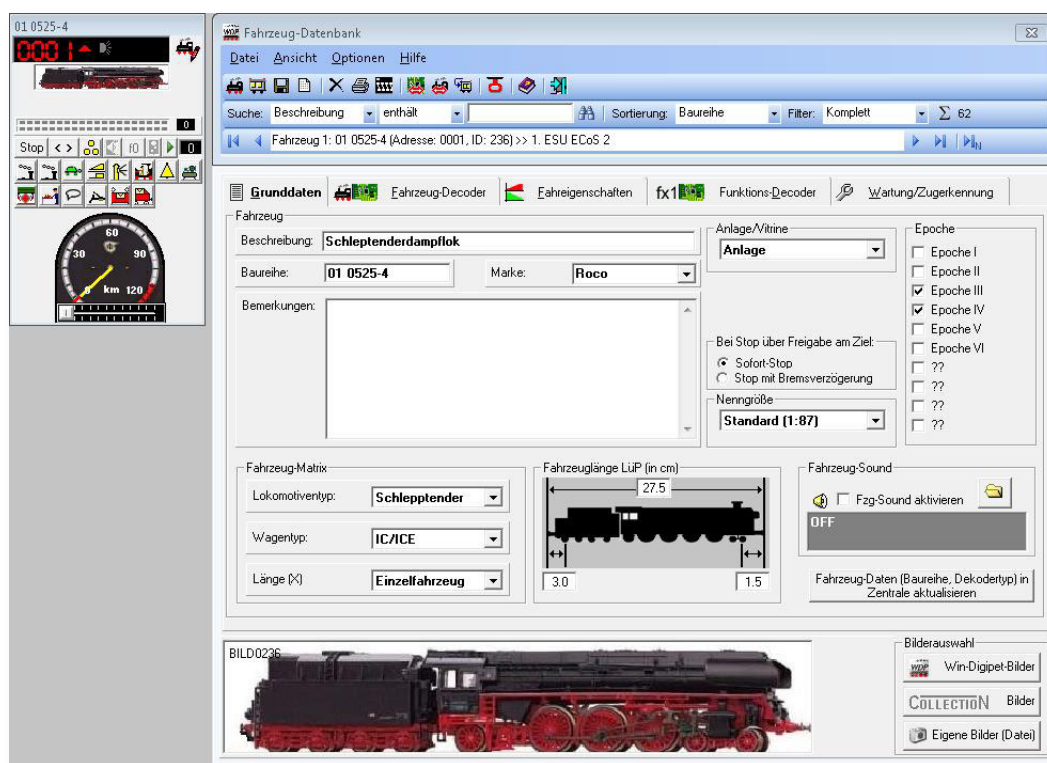 01 0525-4
0001
0
Stop < > f0 0
60
30 90
0 km 120
WDP Fahrzeug-Datenbank
Datei Ansicht Optionen Hilfe
Suche: Beschreibung enthält Sortierung: Baureihe Filter: Komplett Σ 62
Fahrzeug 1: 01 0525-4 (Adresse: 0001, ID: 236) >> 1. ESU ECoS 2 N
Grunddaten Fahrzeug-Decoder Fahreigenschaften fx1 Funktions-Decoder Wartung/Zugerkennung
Fahrzeug
Beschreibung: Schleptenderdampflok
Baureihe: 01 0525-4 Marke: Roco
Bemerkungen:
Anlage/Vitrine
Anlage
Bei Stop über Freigabe am Ziel:
Sofort-Stop
Stop mit Bremsverzögerung
Nenngröße
Standard (1:87)
Epoche
Epoche I
Epoche II
Epoche III
Epoche IV
Epoche V
Epoche VI
??
??
??
??
Fahrzeug-Matrix
Lokomotiventyp: Schlepptender
Wagentyp: IC/ICE
Länge (X) Einzelfahrzeug
Fahrzeuglänge LüP (in cm)
27.5
3.0 1.5
Fahrzeug-Sound
Fzg-Sound aktivieren
OFF
Fahrzeug-Daten (Baureihe, Dekodertyp) in
Zentrale aktualisieren
BILD0236
Bilderauswahl
WDP Win-Digipet-Bilder
COLLECTION Bilder
Eigene Bilder (Datei)